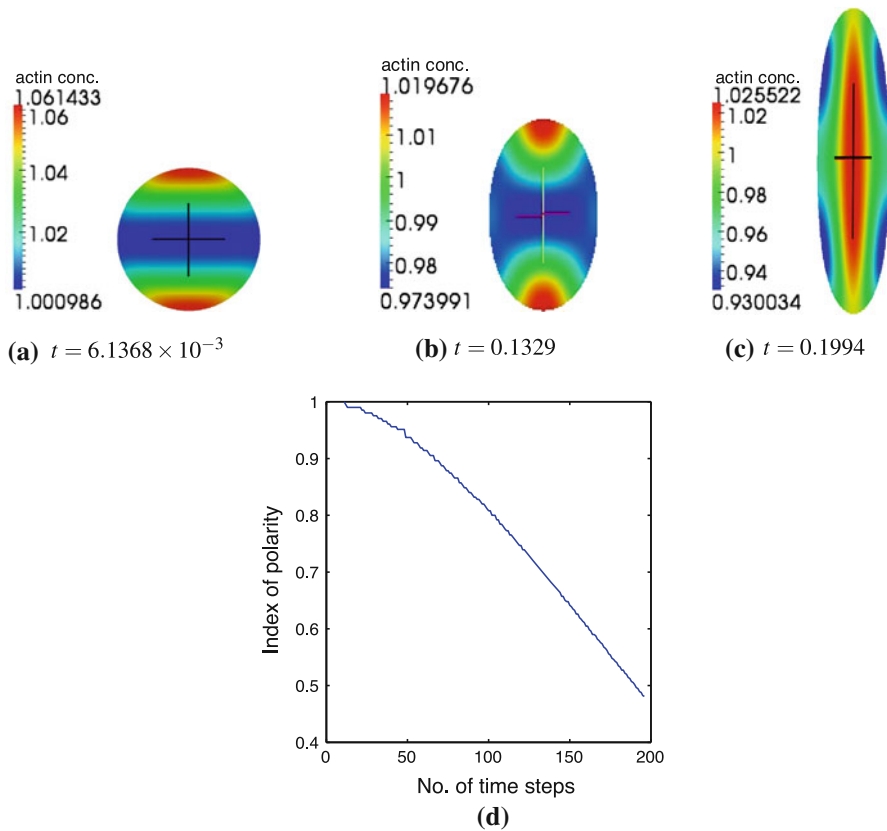 actin conc.
1.061433
1.06
1.04
1.02
1.000986
(a) t = 6.1368 × 10⁻³
actin conc.
1.019676
1.01
1
0.99
0.98
0.973991
(b) t = 0.1329
actin conc.
1.025522
1.02
1
0.98
0.96
0.94
0.930034
(c) t = 0.1994
Index of polarity
1
0.9
0.8
0.7
0.6
0.5
0.4
0 50 100 150 200
No. of time steps
(d)